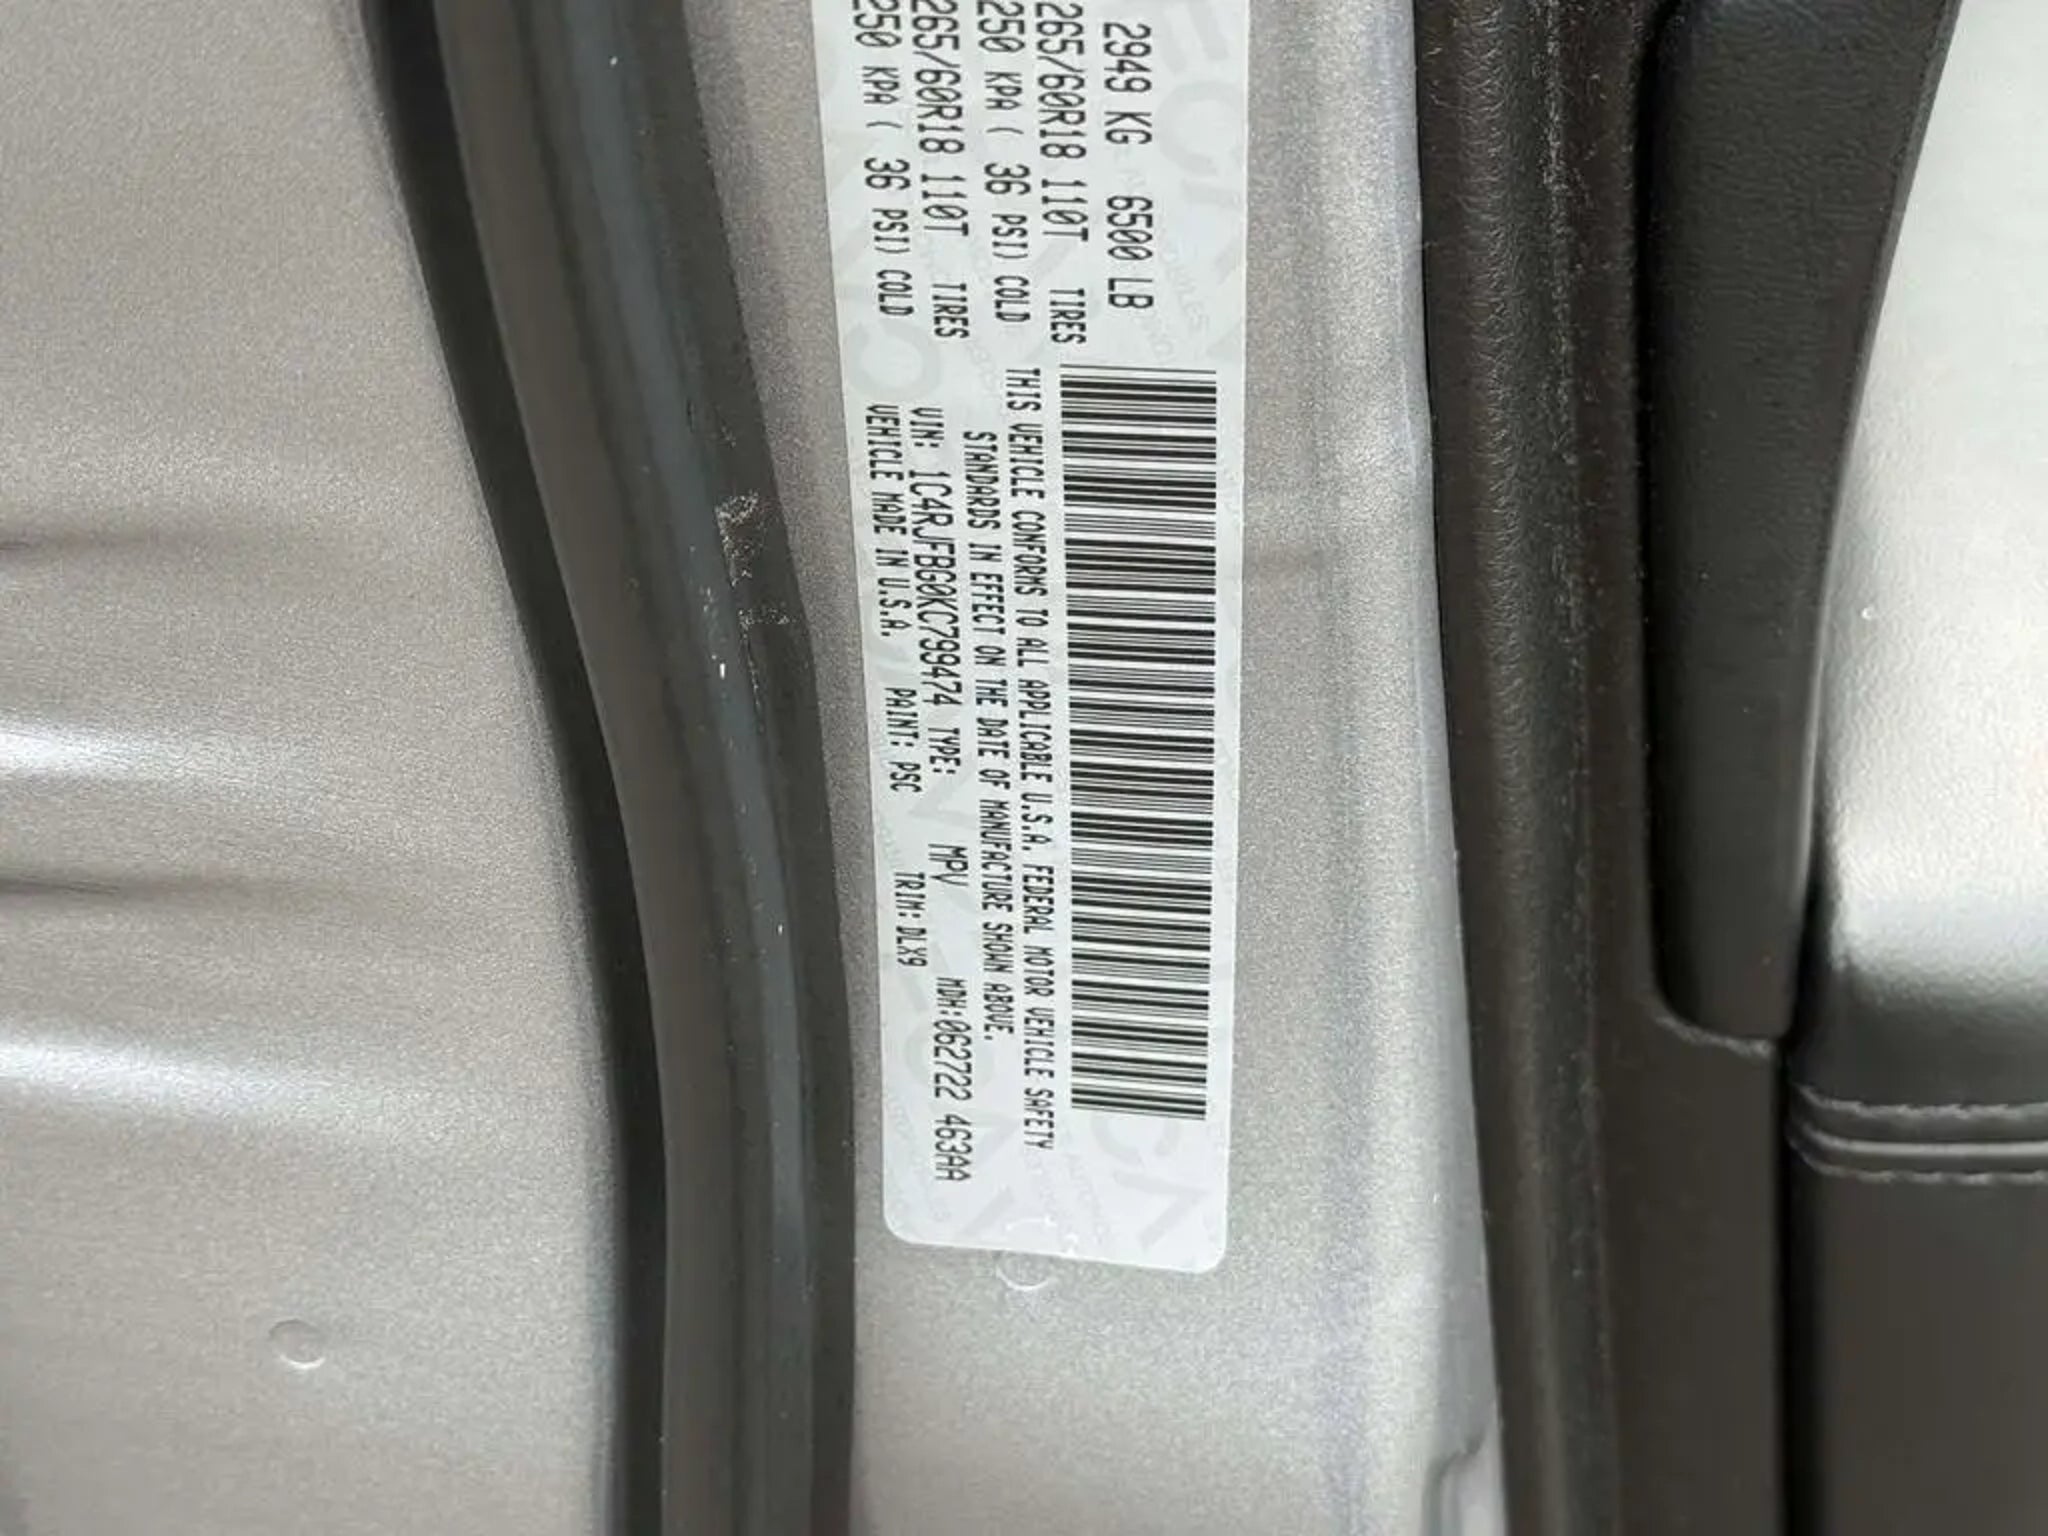 2949 KG 6500 LB
265/60R18 110T TIRES
250 KPA ( 36 PSI) COLD
265/60R18 110T TIRES
250 KPA ( 36 PSI) COLD
THIS VEHICLE CONFORMS TO ALL APPLICABLE U.S.A. FEDERAL MOTOR VEHICLE SAFETY
STANDARDS IN EFFECT ON THE DATE OF MANUFACTURE SHOWN ABOVE.
VIN: 1C4RJFBG0KC799474 TYPE: MPV MDH:062722 463AA
VEHICLE MADE IN U.S.A. PAINT: PSC TRIM: DLX9